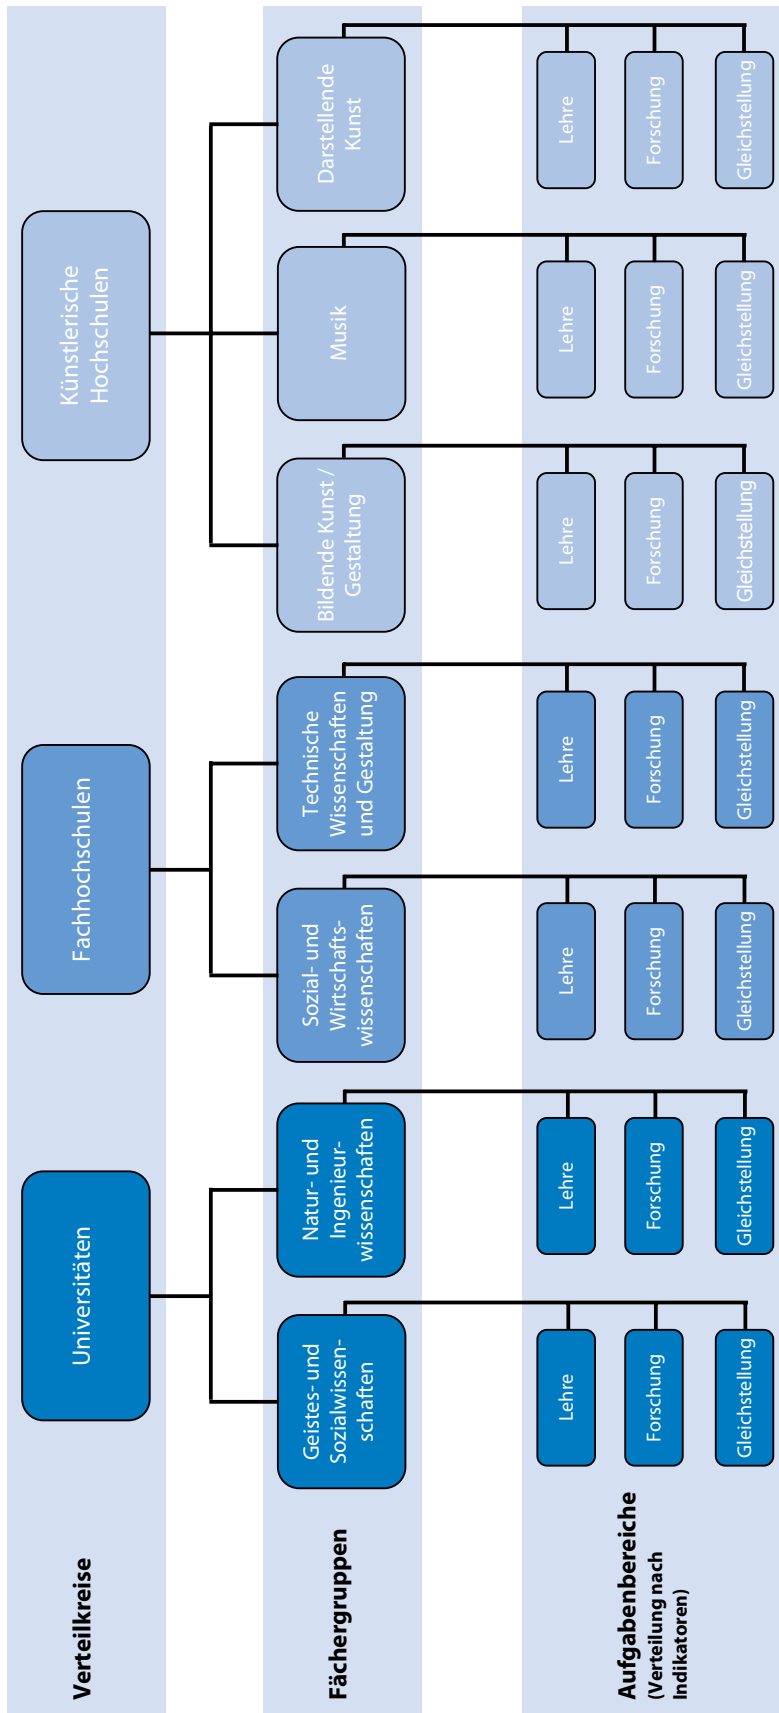 Verteilkreise
Universitäten
Fachhochschulen
Künstlerische
Hochschulen
Fächergruppen
Geistes- und
Sozialwissen-
schaften
Natur- und
Ingenieur-
wissenschaften
Sozial- und
Wirtschafts-
wissenschaften
Technische
Wissenschaften
und Gestaltung
Bildende Kunst /
Gestaltung
Musik
Darstellende
Kunst
Aufgabenbereiche
(Verteilung nach
Indikatoren)
Lehre
Forschung
Gleichstellung
Lehre
Forschung
Gleichstellung
Lehre
Forschung
Gleichstellung
Lehre
Forschung
Gleichstellung
Lehre
Forschung
Gleichstellung
Lehre
Forschung
Gleichstellung
Lehre
Forschung
Gleichstellung